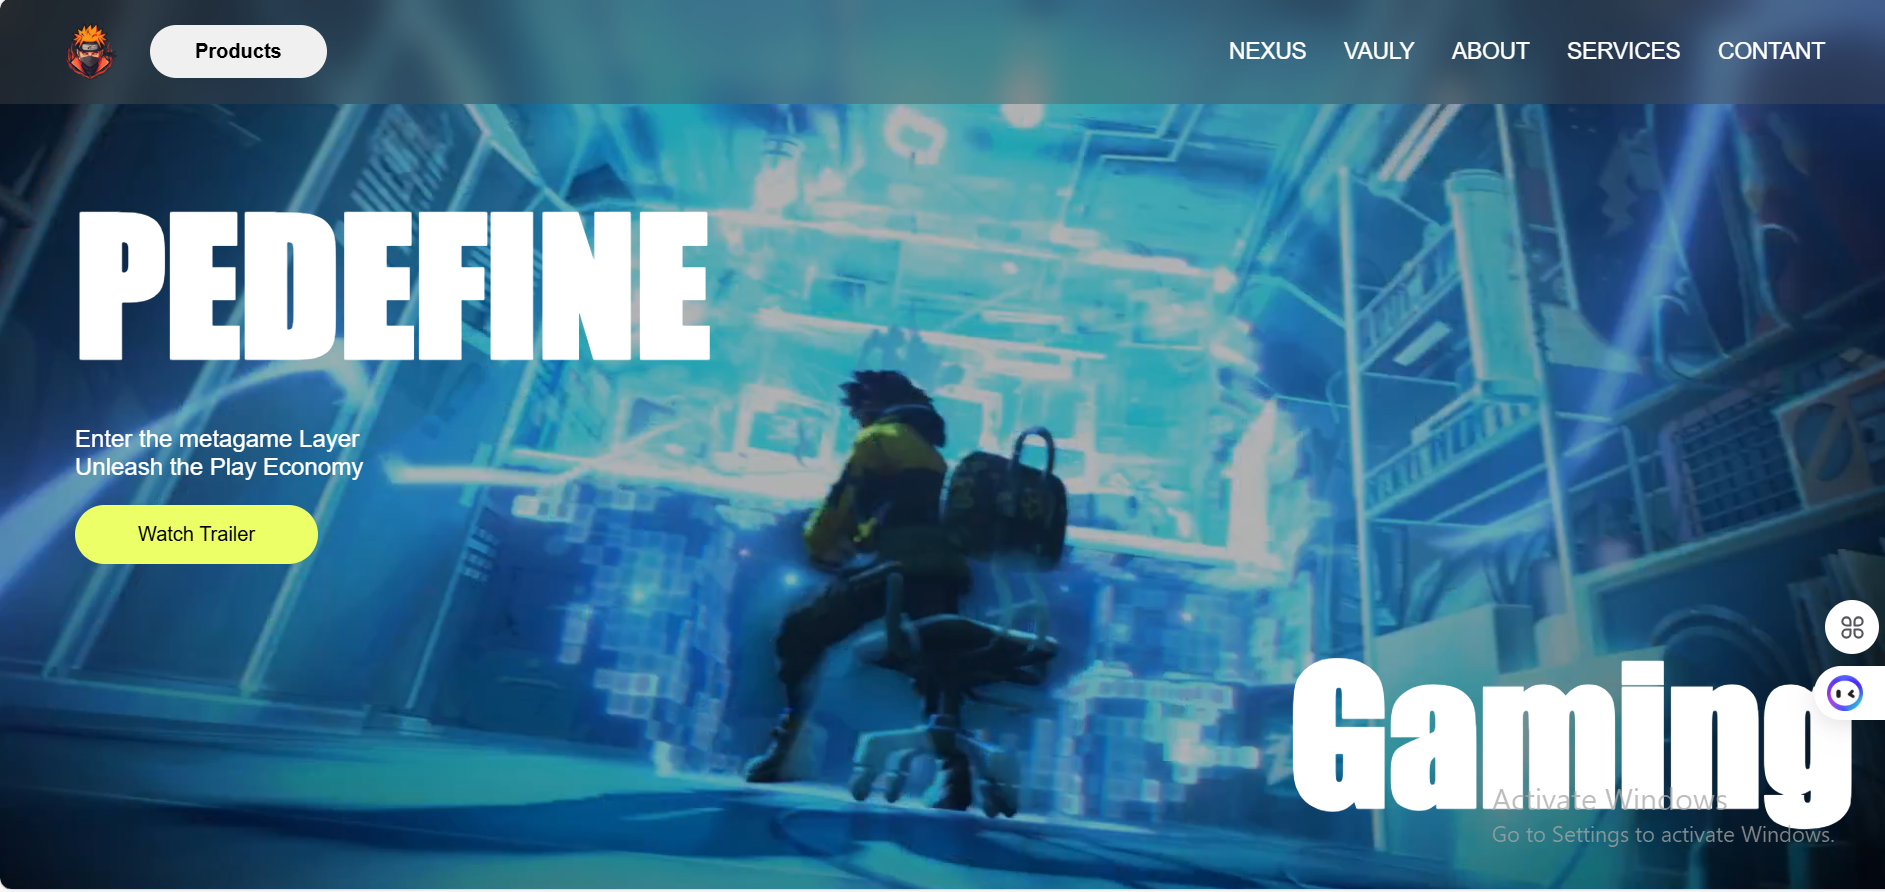 Products
NEXUS VAULY ABOUT SERVICES CONTANT
PEDEFINE
Enter the metagame Layer
Unleash the Play Economy
Watch Trailer
Gaming
Activate Windows
Go to Settings to activate Windows.